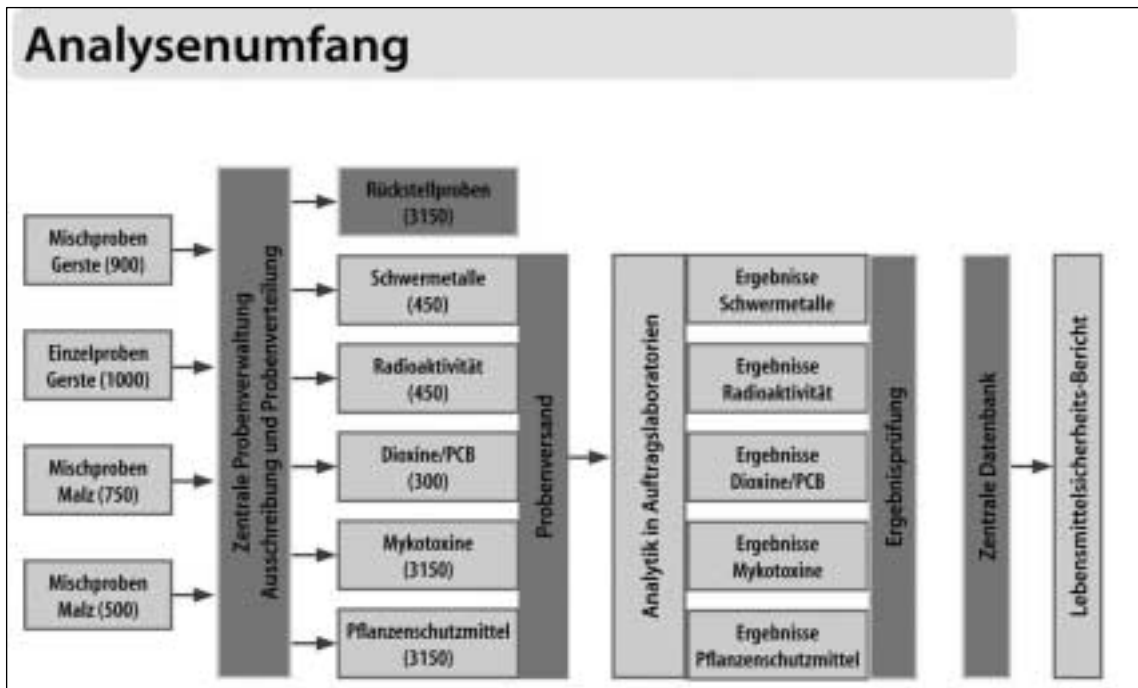 Analysenumfang
Mischproben
Gerste (900)
Einzelproben
Gerste (1000)
Mischproben
Malz (750)
Mischproben
Malz (500)
Zentrale Probenverwaltung
Ausschreibung und Probenverteilung
Rückstellproben
(3150)
Schwermetalle
(450)
Radioaktivität
(450)
Dioxine/PCB
(300)
Mykotoxine
(3150)
Pflanzenschutzmittel
(3150)
Probenversand
Analytik in Auftragslaboratorien
Ergebnisse
Schwermetalle
Ergebnisse
Radioaktivität
Ergebnisse
Dioxine/PCB
Ergebnisse
Mykotoxine
Ergebnisse
Pflanzenschutzmittel
Ergebnisprüfung
Zentrale Datenbank
Lebensmittelsicherheits-Bericht